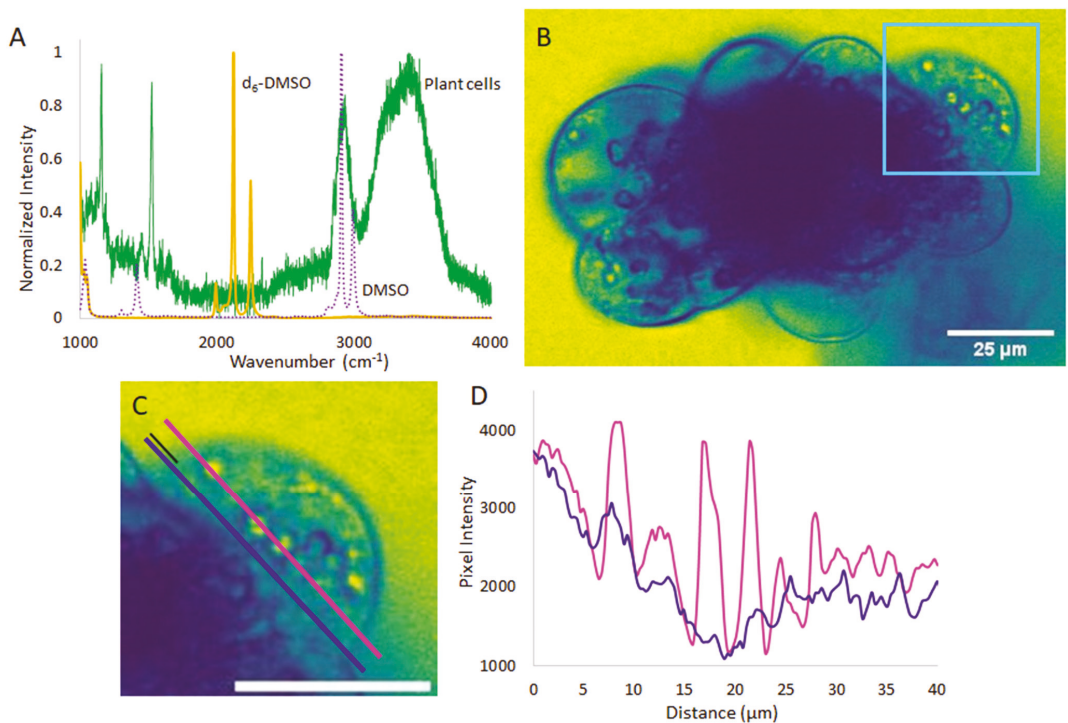 A
Normalized Intensity
1
0.8
0.6
0.4
0.2
0
d₆-DMSO
Plant cells
DMSO
1000 2000 3000 4000
Wavenumber (cm⁻¹)
B
25 µm
C
D
Pixel Intensity
4000
3000
2000
1000
0 5 10 15 20 25 30 35 40
Distance (µm)